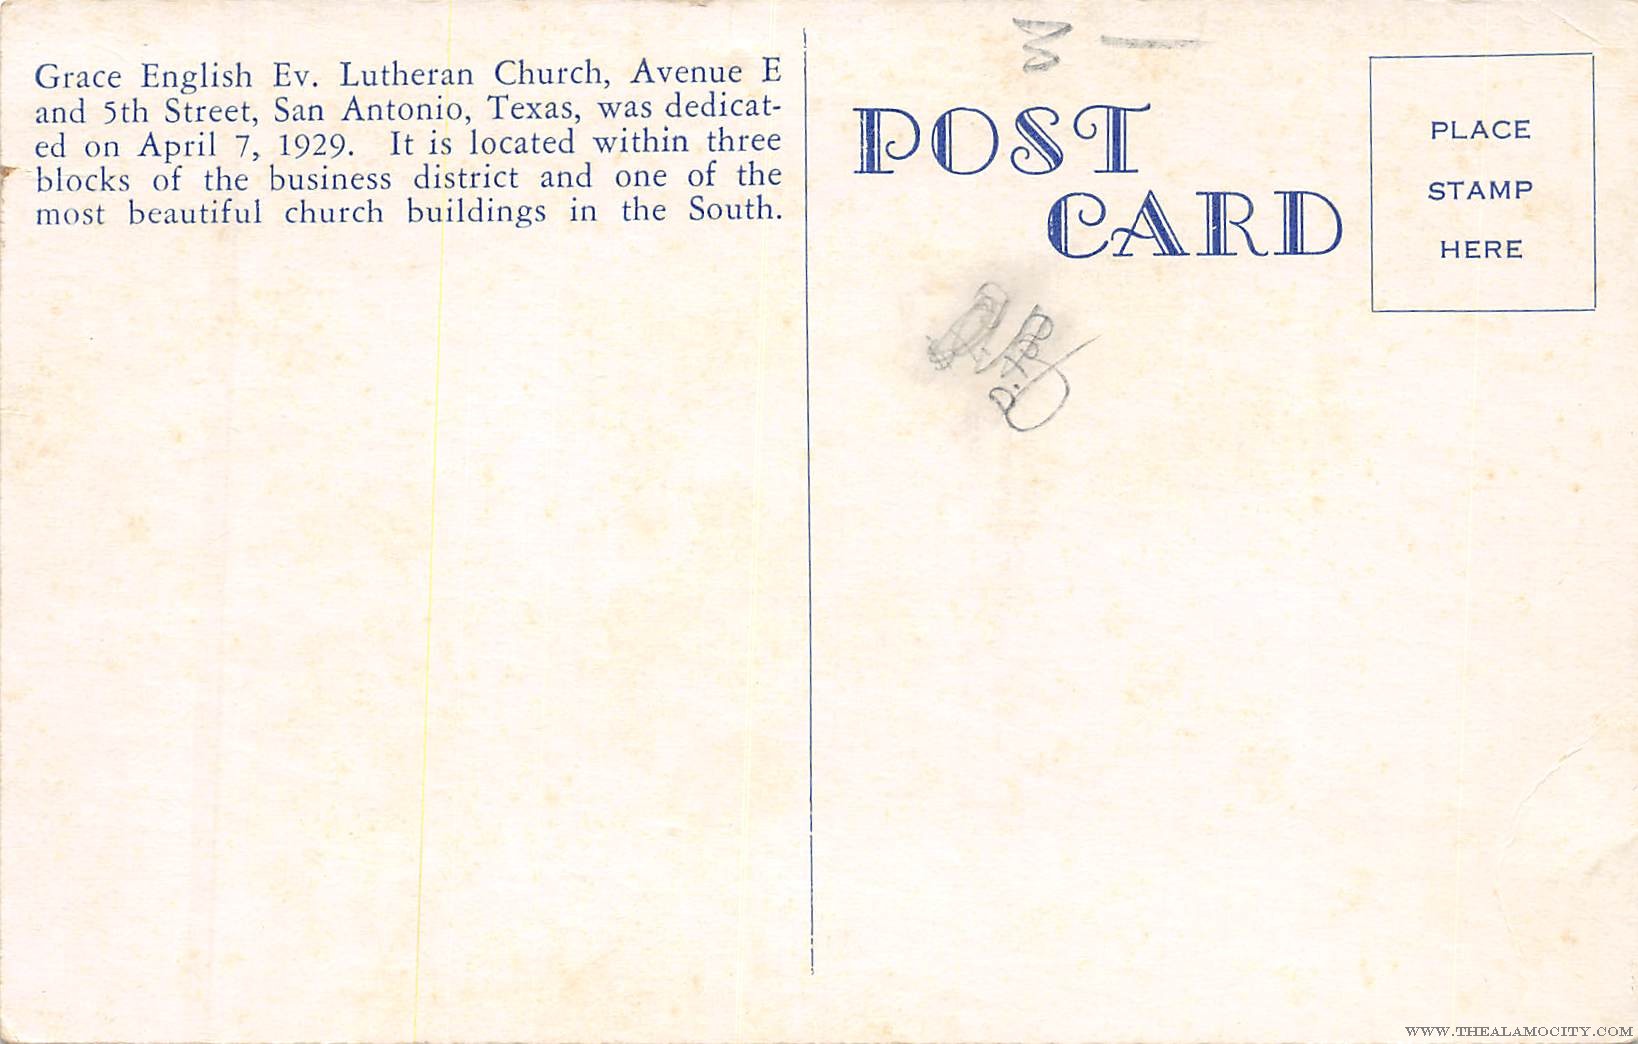 Grace English Ev. Lutheran Church, Avenue E
and 5th Street, San Antonio, Texas, was dedicat-
ed on April 7, 1929. It is located within three
blocks of the business district and one of the
most beautiful church buildings in the South.
POST
CARD
PLACE
STAMP
HERE
WWW.THEALAMOCITY.COM